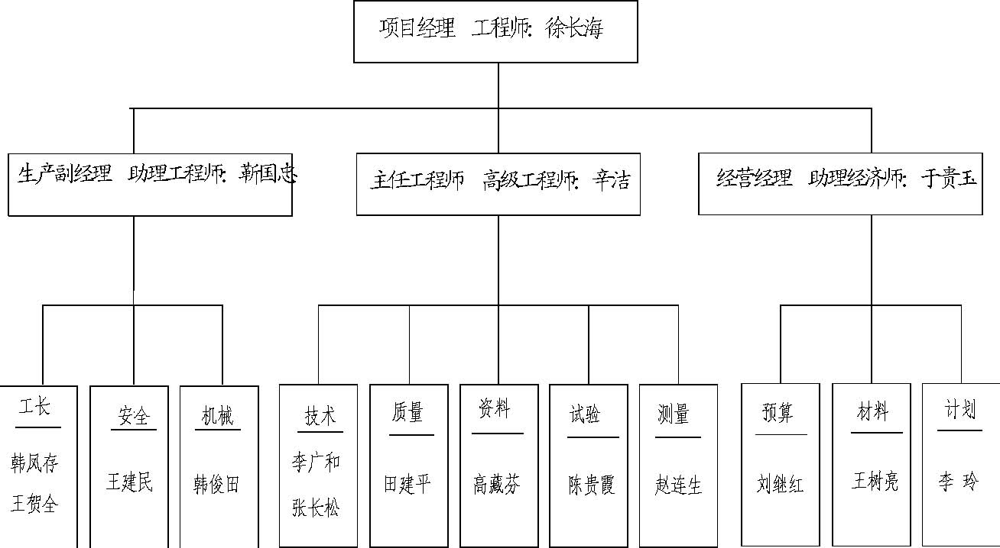 项目经理 工程师：徐长海
生产副经理 助理工程师：靳国忠
主任工程师 高级工程师：辛洁
经营经理 助理经济师：于贵玉
工长
韩凤存
王贺全
安全
王建民
机械
韩俊田
技术
李广和
张长松
质量
田建平
资料
高藏芬
试验
陈贵霞
测量
赵连生
预算
刘继红
材料
王树亮
计划
李 玲